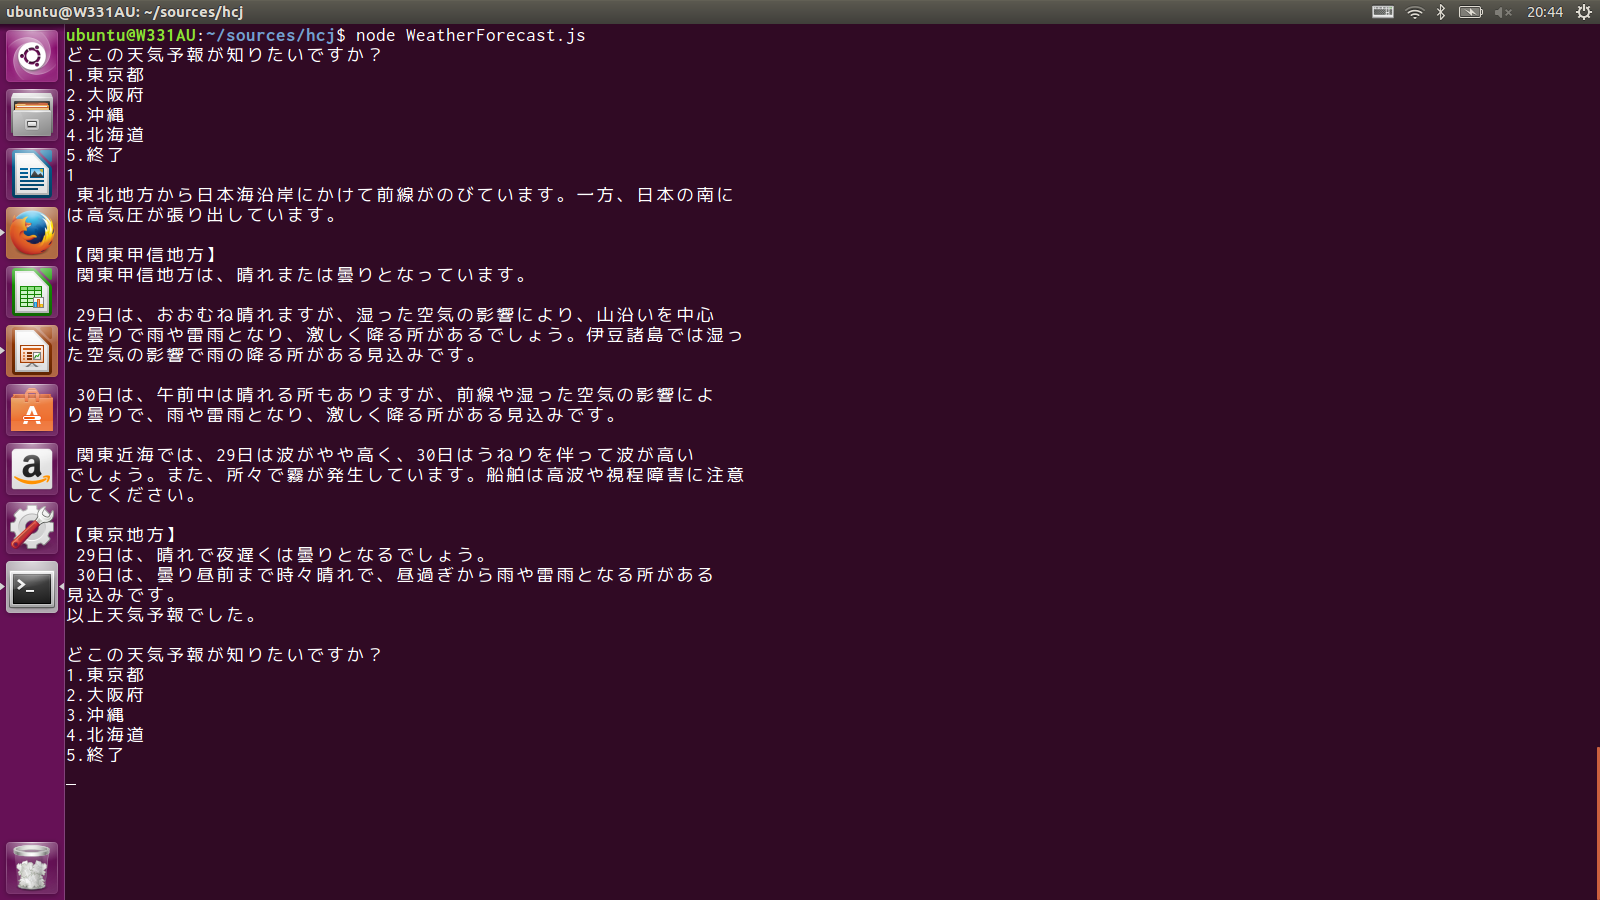 ubuntu@W331AU: ~/sources/hcj
20:44
ubuntu@W331AU:~/sources/hcj$ node WeatherForecast.js
どこの天気予報が知りたいですか？
1.東京都
2.大阪府
3.沖縄
4.北海道
5.終了
1
東北地方から日本海沿岸にかけて前線がのびています。一方、日本の南に
は高気圧が張り出しています。
【関東甲信地方】
関東甲信地方は、晴れまたは曇りとなっています。
29日は、おおむね晴れますが、湿った空気の影響により、山沿いを中心
に曇りで雨や雷雨となり、激しく降る所があるでしょう。伊豆諸島では湿っ
た空気の影響で雨の降る所がある見込みです。
30日は、午前中は晴れる所もありますが、前線や湿った空気の影響によ
り曇りで、雨や雷雨となり、激しく降る所がある見込みです。
関東近海では、29日は波がやや高く、30日はうねりを伴って波が高い
でしょう。また、所々で霧が発生しています。船舶は高波や視程障害に注意
してください。
【東京地方】
29日は、晴れで夜遅くは曇りとなるでしょう。
30日は、曇り昼前まで時々晴れで、昼過ぎから雨や雷雨となる所がある
見込みです。
以上天気予報でした。
どこの天気予報が知りたいですか？
1.東京都
2.大阪府
3.沖縄
4.北海道
5.終了
_